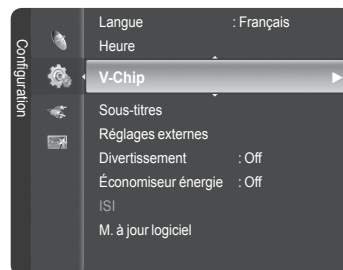 Configuration
Langue : Français
Heure
V-Chip
Sous-titres
Réglages externes
Divertissement : Off
Économiseur énergie : Off
ISI
M. à jour logiciel